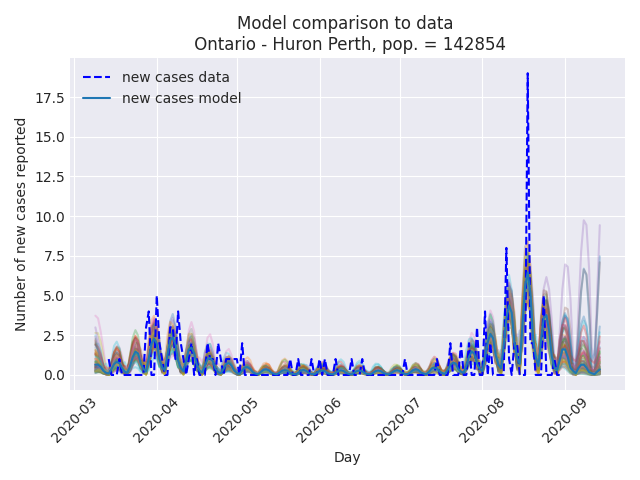 Model comparison to data
Ontario - Huron Perth, pop. = 142854
new cases data
new cases model
Number of new cases reported
17.5
15.0
12.5
10.0
7.5
5.0
2.5
0.0
2020-03
2020-04
2020-05
2020-06
2020-07
2020-08
2020-09
Day